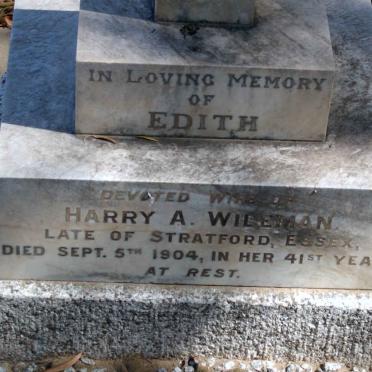 IN LOVING MEMORY
OF
EDITH
DEVOTED WIFE OF
HARRY A. WILEMAN
LATE OF STRATFORD, ESSEX,
DIED SEPT. 5TH 1904, IN HER 41ST YEA
AT REST.